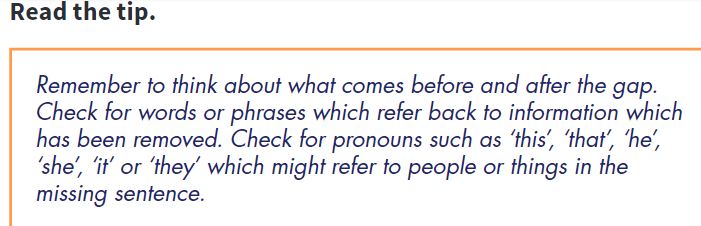 Read the tip.
Remember to think about what comes before and after the gap.
Check for words or phrases which refer back to information which
has been removed. Check for pronouns such as ‘this’, ‘that’, ‘he’,
‘she’, ‘it’ or ‘they’ which might refer to people or things in the
missing sentence.